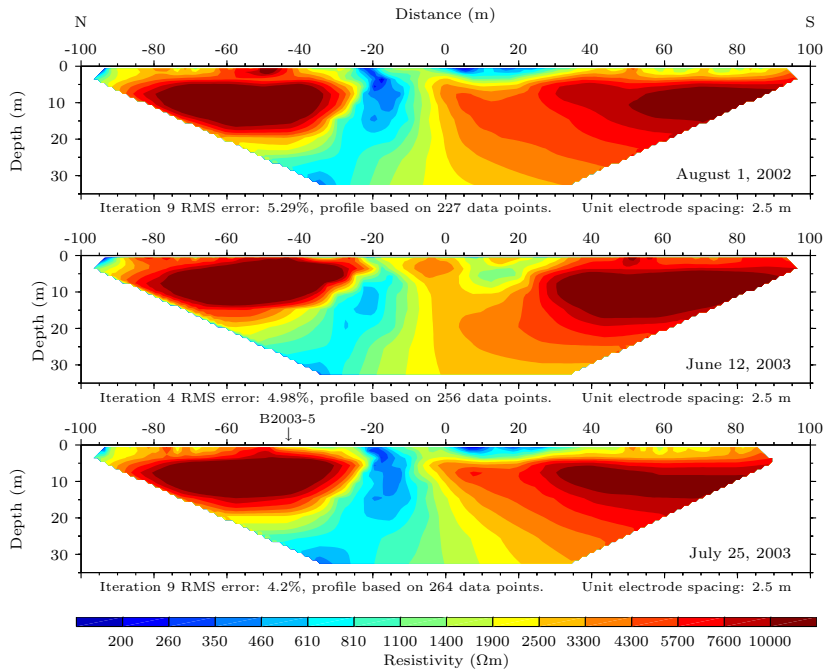 N Distance (m) S
-100 -80 -60 -40 -20 0 20 40 60 80 100
0
10
20
30
Depth (m)
August 1, 2002
Iteration 9 RMS error: 5.29%, profile based on 227 data points. Unit electrode spacing: 2.5 m
-100 -80 -60 -40 -20 0 20 40 60 80 100
0
10
20
30
Depth (m)
June 12, 2003
Iteration 4 RMS error: 4.98%, profile based on 256 data points. Unit electrode spacing: 2.5 m
B2003-5
↓
-100 -80 -60 -40 -20 0 20 40 60 80 100
0
10
20
30
Depth (m)
July 25, 2003
Iteration 9 RMS error: 4.2%, profile based on 264 data points. Unit electrode spacing: 2.5 m
200 260 350 460 610 810 1100 1400 1900 2500 3300 4300 5700 7600 10000
Resistivity (Ωm)